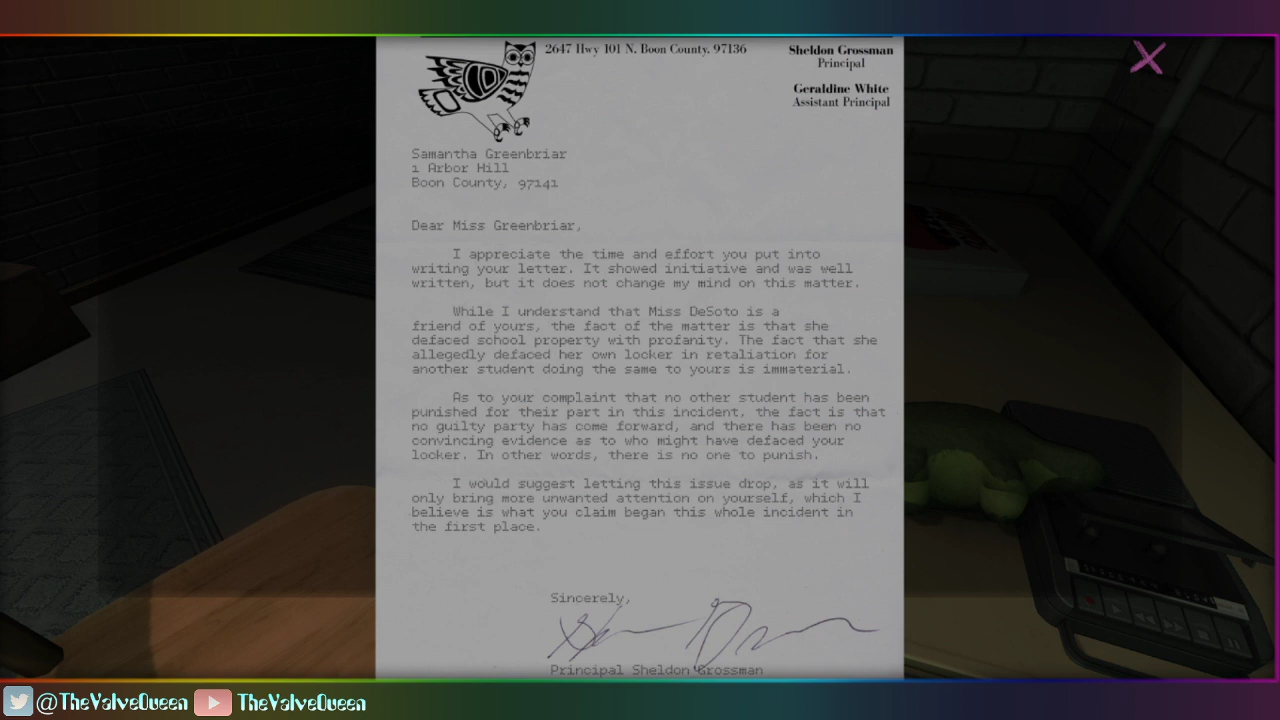 2647 Hwy 101 N. Boon County. 97136
Sheldon Grossman
Principal
Geraldine White
Assistant Principal
Samantha Greenbriar
1 Arbor Hill
Boon County, 97141
Dear Miss Greenbriar,
I appreciate the time and effort you put into
writing your letter. It showed initiative and was well
written, but it does not change my mind on this matter.
While I understand that Miss DeSoto is a
friend of yours, the fact of the matter is that she
defaced school property with profanity. The fact that she
allegedly defaced her own locker in retaliation for
another student doing the same to yours is immaterial.
As to your complaint that no other student has been
punished for their part in this incident, the fact is that
no guilty party has come forward, and there has been no
convincing evidence as to who might have defaced your
locker. In other words, there is no one to punish.
I would suggest letting this issue drop, as it will
only bring more unwanted attention on yourself, which I
believe is what you claim began this whole incident in
the first place.
Sincerely,
Principal Sheldon Grossman
@TheValveQueen TheValveQueen